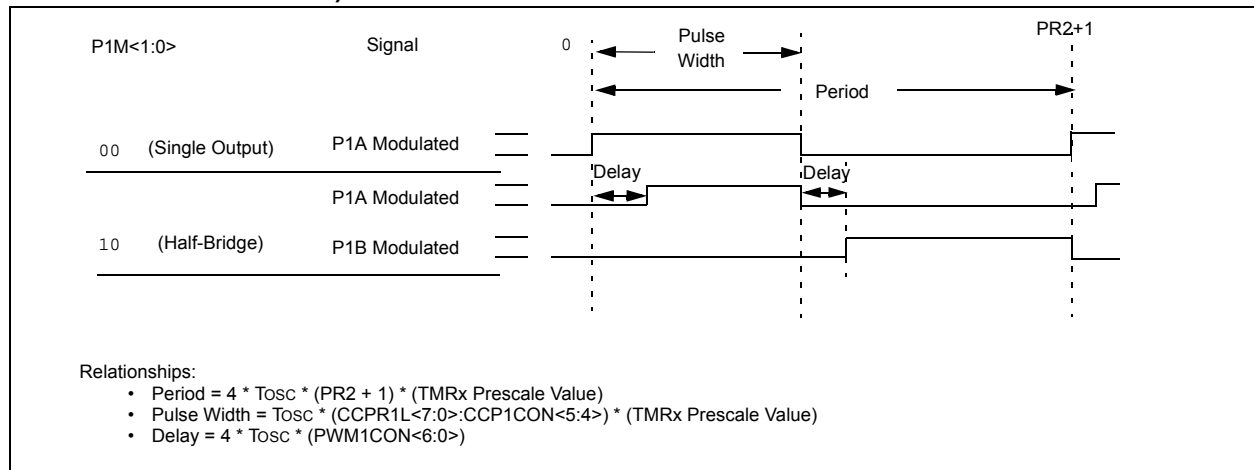 P1M<1:0> Signal 0 Pulse Width PR2+1
Period
00 (Single Output) P1A Modulated
Delay Delay
P1A Modulated
10 (Half-Bridge) P1B Modulated
Relationships:
• Period = 4 * TOSC * (PR2 + 1) * (TMRx Prescale Value)
• Pulse Width = TOSC * (CCPR1L<7:0>:CCP1CON<5:4>) * (TMRx Prescale Value)
• Delay = 4 * TOSC * (PWM1CON<6:0>)